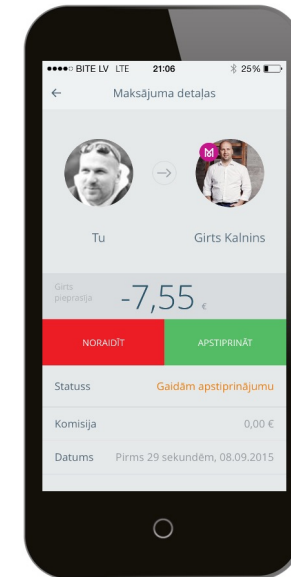 BITE LV LTE 21:06 25%
Maksājuma detaļas
Tu Girts Kalnins
Girts
pieprasīja
-7,55 €
NORAIDĪT APSTIPRINĀT
Statuss Gaidām apstiprinājumu
Komisija 0,00 €
Datums Pirms 29 sekundēm, 08.09.2015